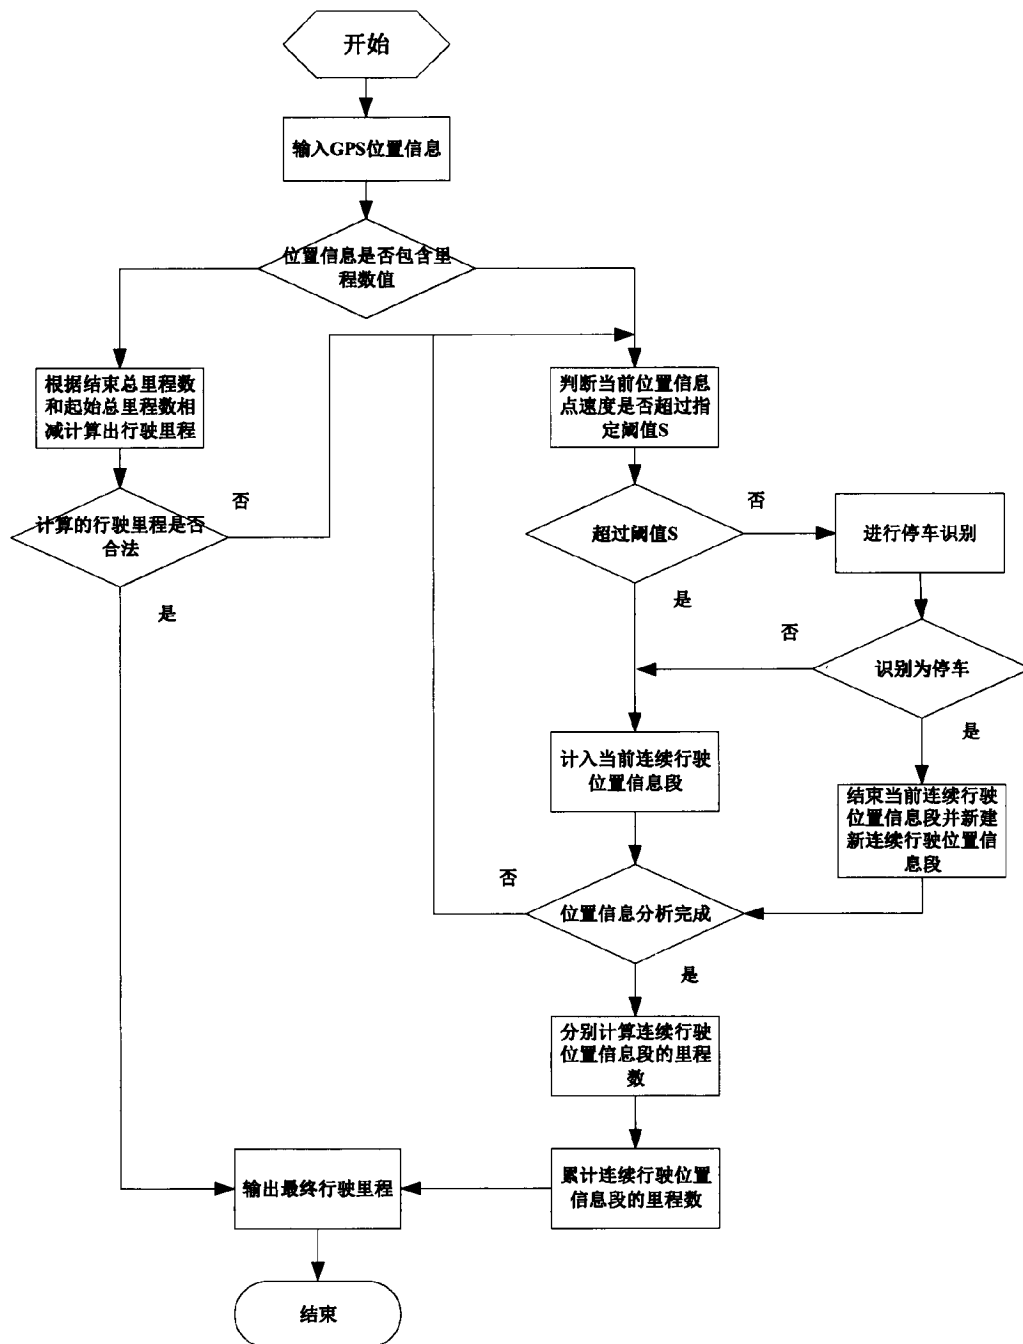 开始
输入GPS位置信息
位置信息是否包含里
程数值
根据结束总里程数
和起始总里程数相
减计算出行驶里程
判断当前位置信息
点速度是否超过指
定阈值S
否
否
计算的行驶里程是否
合法
超过阈值S
进行停车识别
是
是
否
识别为停车
是
计入当前连续行驶
位置信息段
结束当前连续行驶
位置信息段并新建
新连续行驶位置信
息段
否
位置信息分析完成
是
分别计算连续行驶
位置信息段的里程
数
输出最终行驶里程
累计连续行驶位置
信息段的里程数
结束